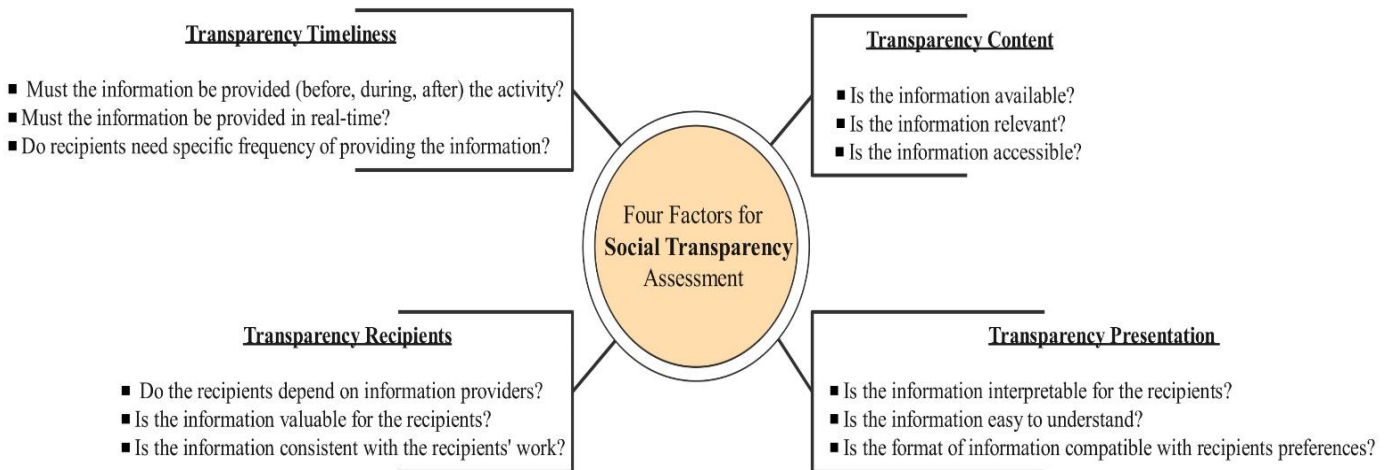 Transparency Timeliness
■ Must the information be provided (before, during, after) the activity?
■ Must the information be provided in real-time?
■ Do recipients need specific frequency of providing the information?
Transparency Content
■ Is the information available?
■ Is the information relevant?
■ Is the information accessible?
Four Factors for
Social Transparency
Assessment
Transparency Recipients
■ Do the recipients depend on information providers?
■ Is the information valuable for the recipients?
■ Is the information consistent with the recipients' work?
Transparency Presentation
■ Is the information interpretable for the recipients?
■ Is the information easy to understand?
■ Is the format of information compatible with recipients preferences?